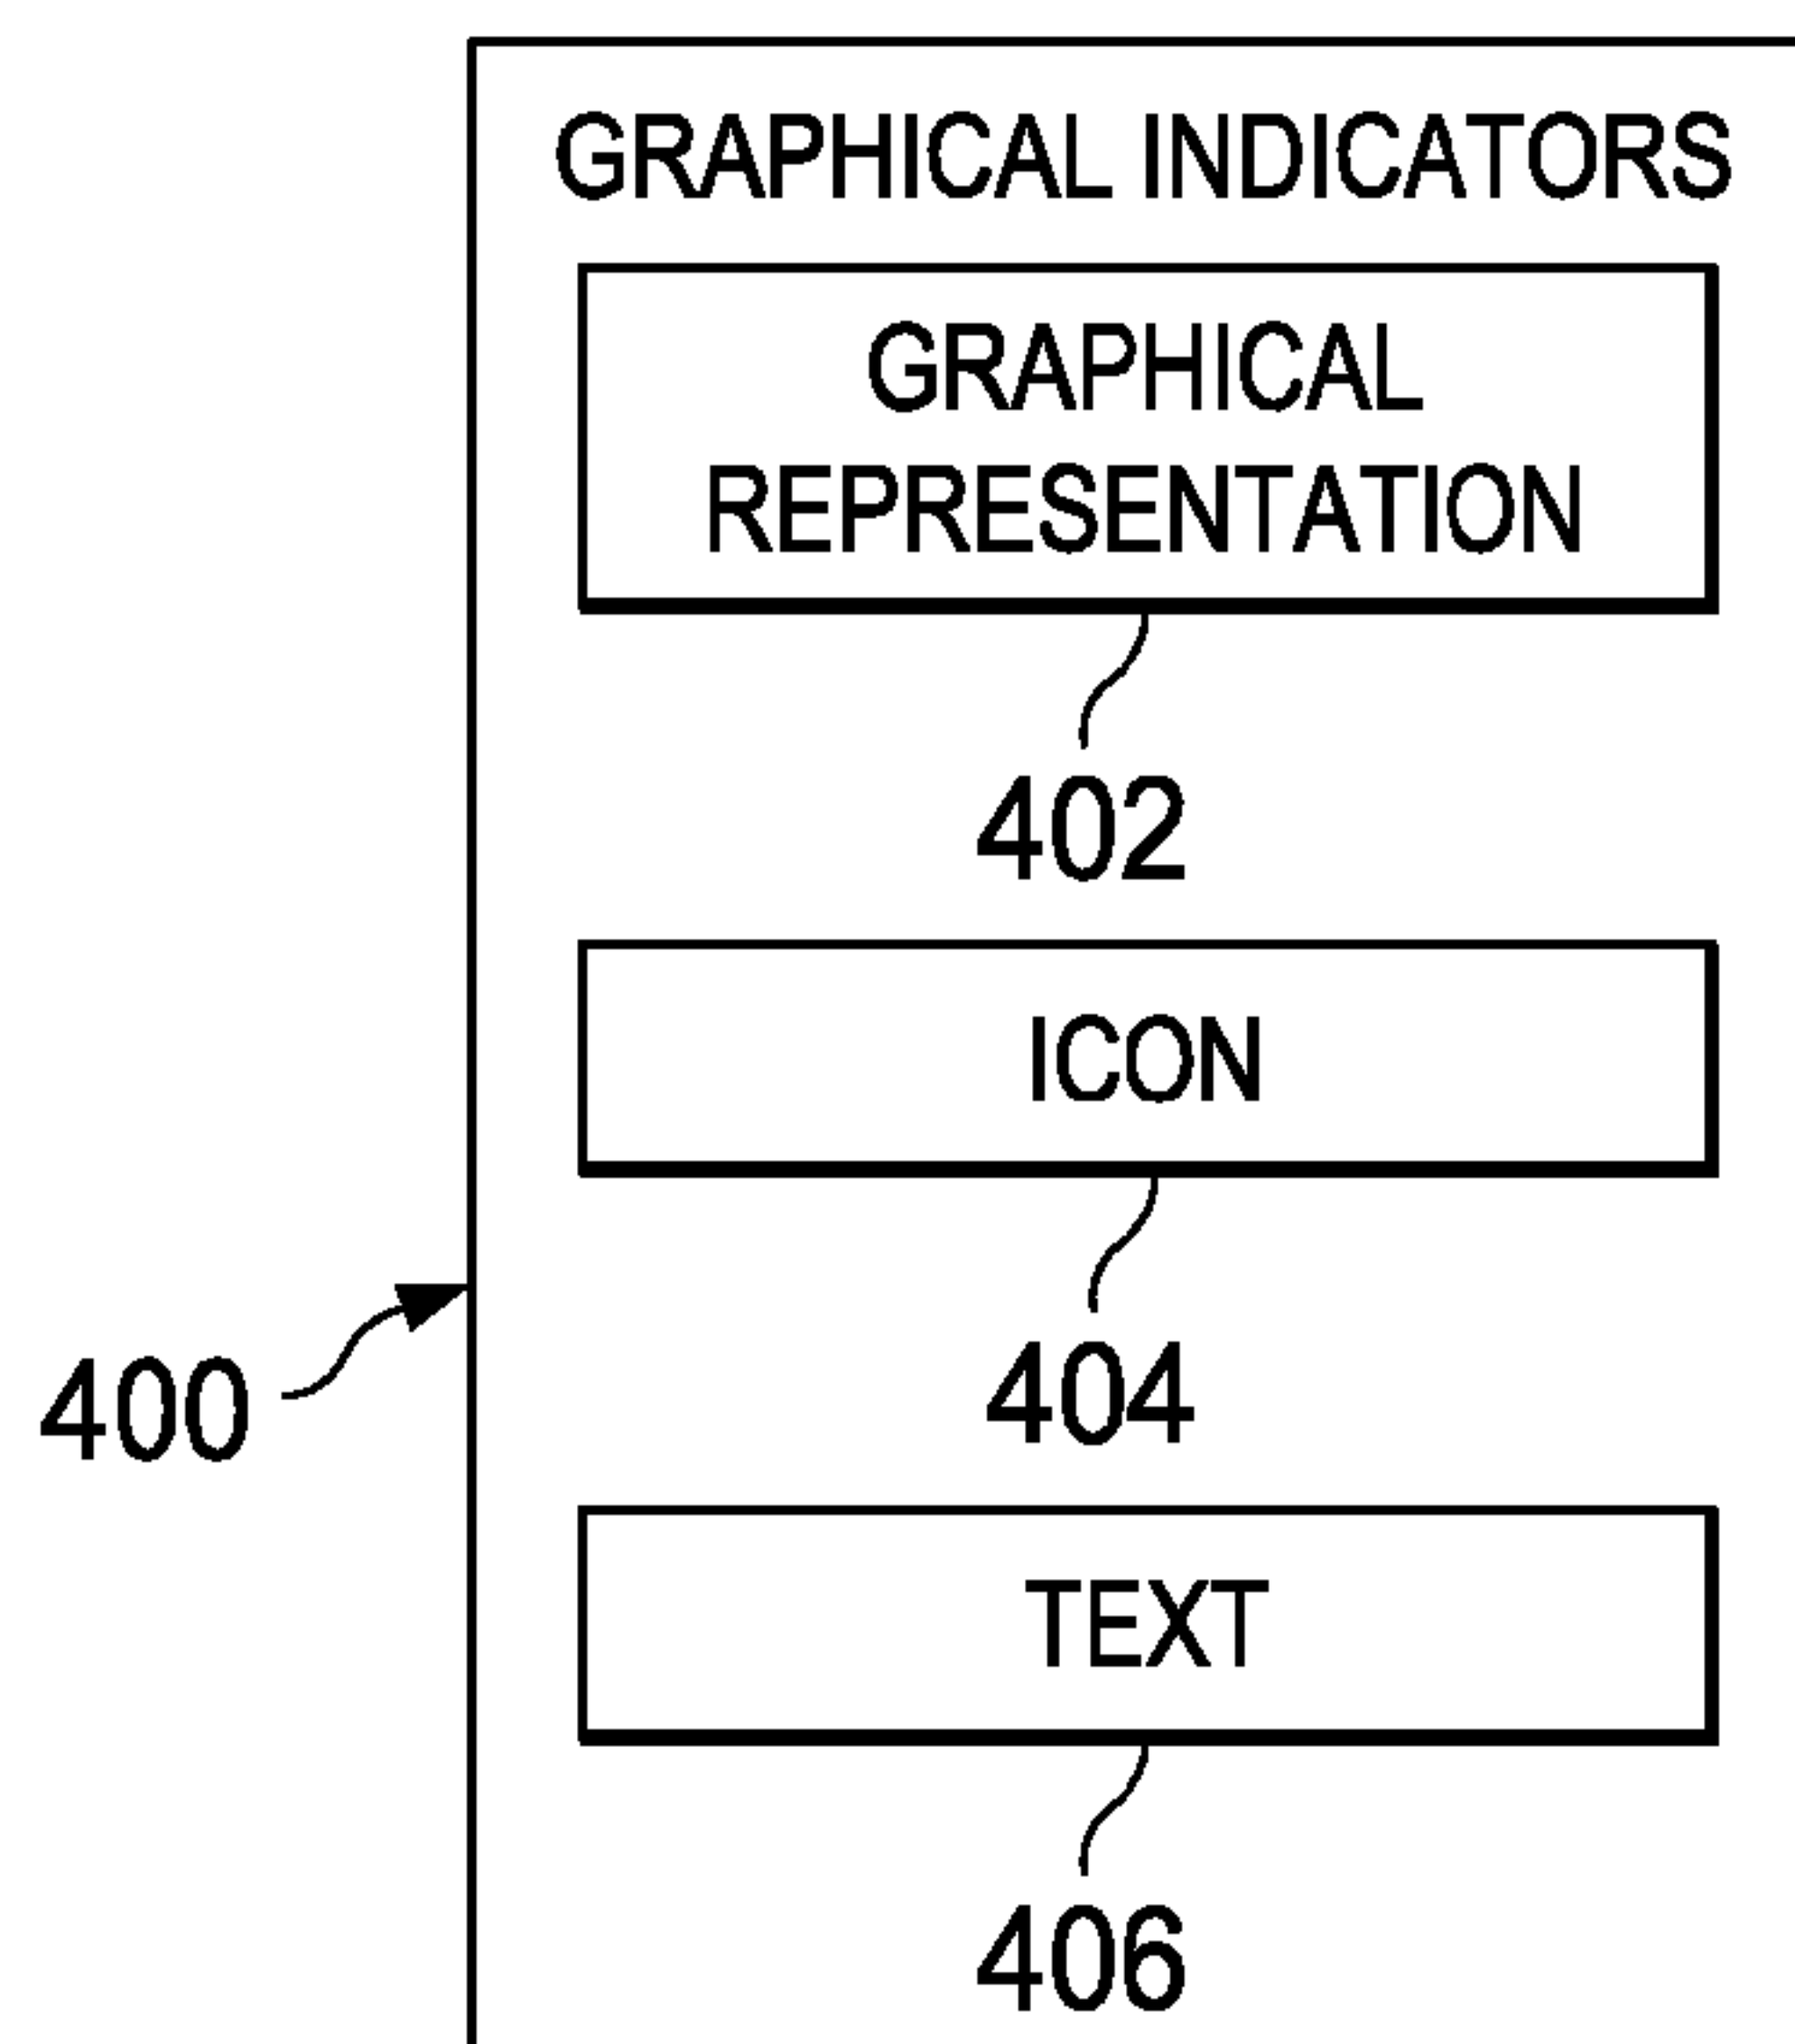 GRAPHICAL INDICATORS
GRAPHICAL
REPRESENTATION
402
ICON
404
400
TEXT
406